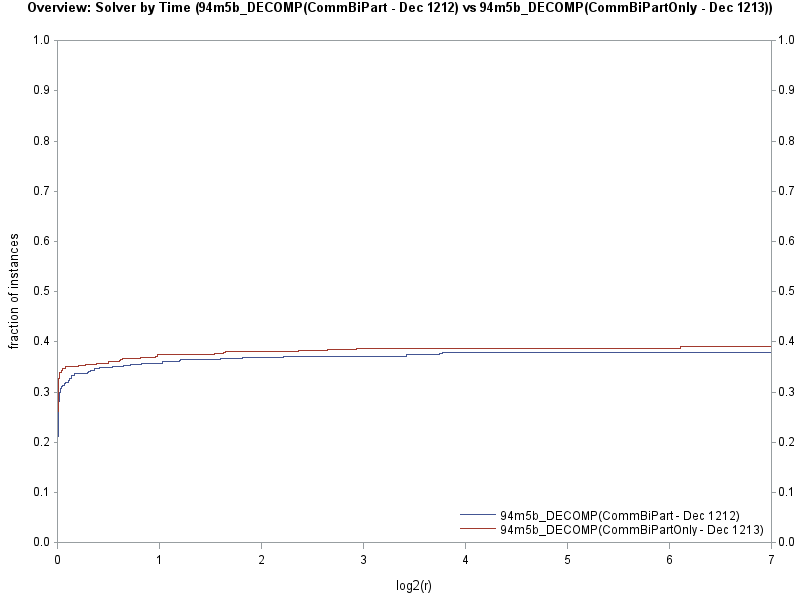 Overview: Solver by Time (94m5b_DECOMP(CommBiPart - Dec 1212) vs 94m5b_DECOMP(CommBiPartOnly - Dec 1213))
1.0 1.0
0.9 0.9
0.8 0.8
0.7 0.7
0.6 0.6
0.5 0.5
0.4 0.4
0.3 0.3
0.2 0.2
0.1 0.1
0.0 0.0
fraction of instances
94m5b_DECOMP(CommBiPart - Dec 1212)
94m5b_DECOMP(CommBiPartOnly - Dec 1213)
0 1 2 3 4 5 6 7
log2(r)